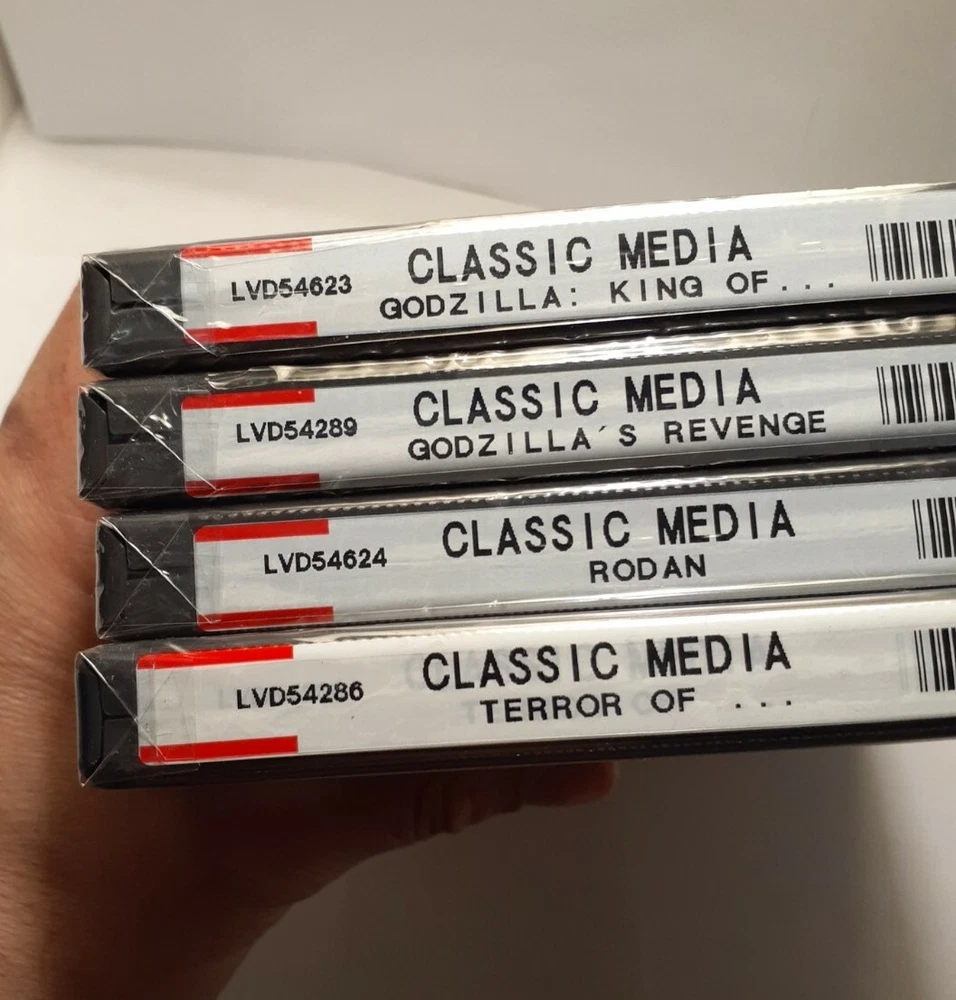 LVD54623
CLASSIC MEDIA
GODZILLA: KING OF...
LVD54289
CLASSIC MEDIA
GODZILLA´S REVENGE
LVD54624
CLASSIC MEDIA
RODAN
LVD54286
CLASSIC MEDIA
TERROR OF ...